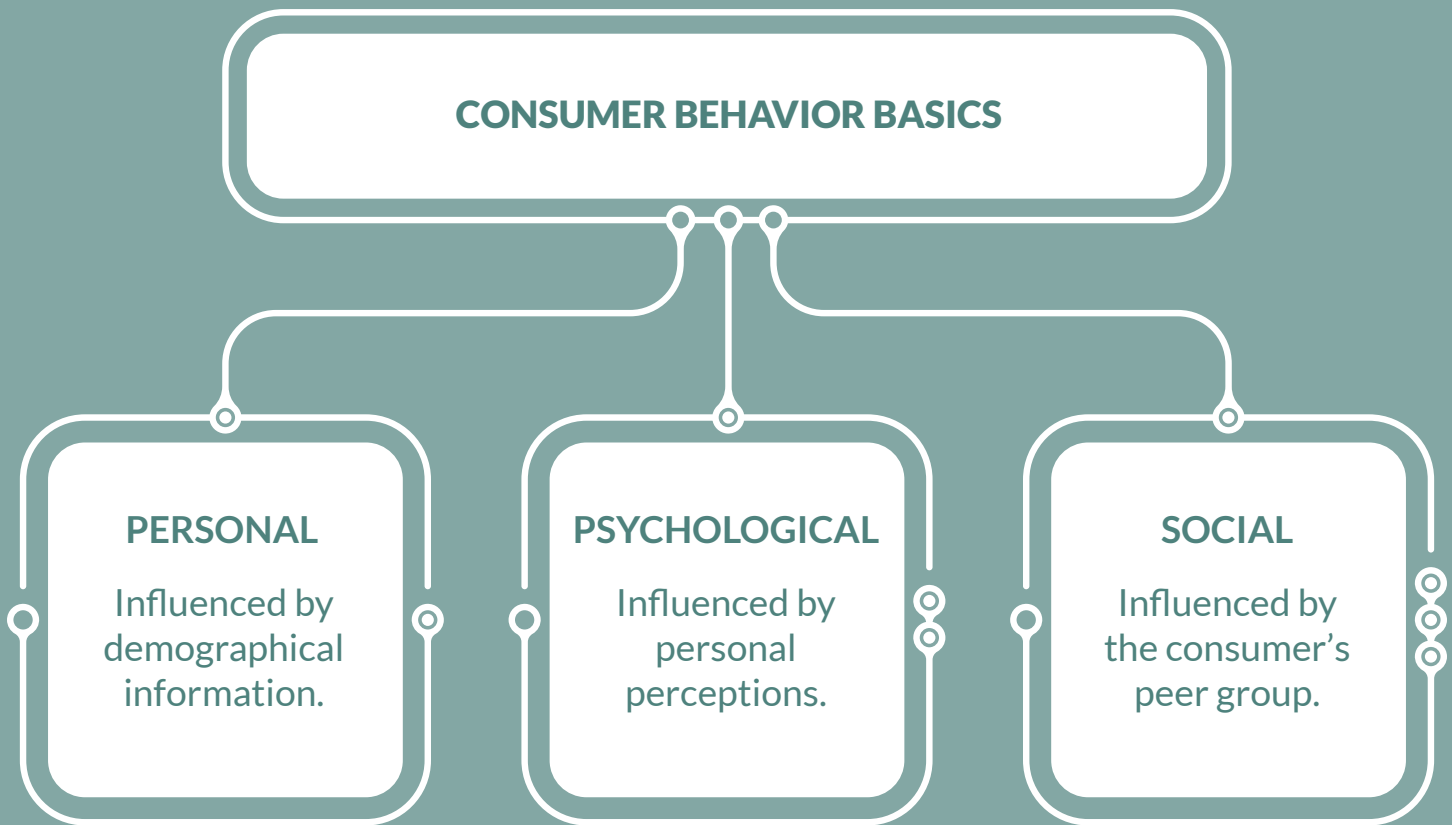 CONSUMER BEHAVIOR BASICS
PERSONAL
Influenced by
demographical
information.
PSYCHOLOGICAL
Influenced by
personal
perceptions.
SOCIAL
Influenced by
the consumer’s
peer group.